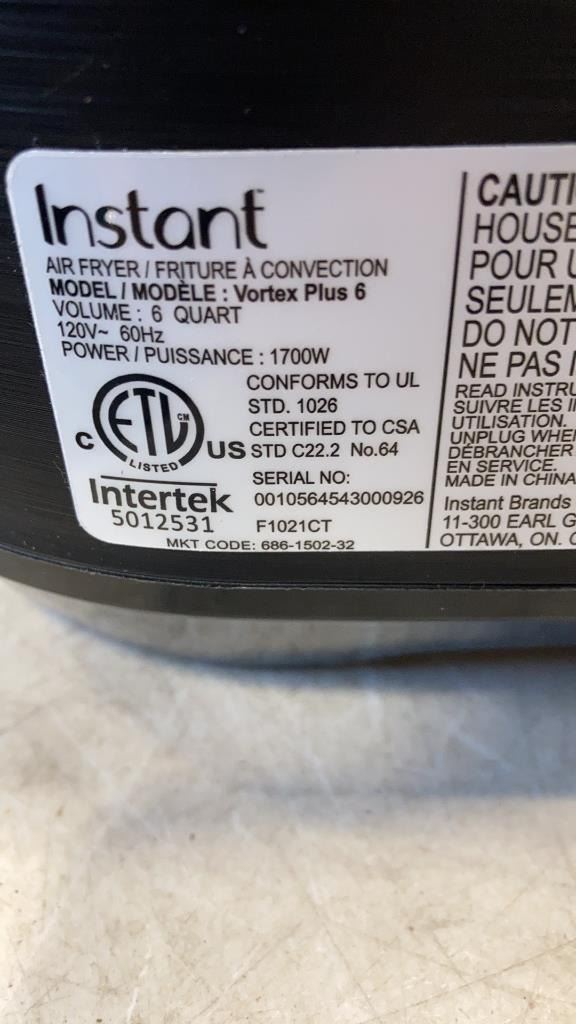 Instant™
AIR FRYER / FRITURE À CONVECTION
MODEL / MODÈLE : Vortex Plus 6
VOLUME : 6 QUART
120V~ 60Hz
POWER / PUISSANCE : 1700W
CONFORMS TO UL
STD. 1026
CERTIFIED TO CSA
STD C22.2 No.64
C ETL CM US
LISTED
Intertek
5012531
SERIAL NO:
0010564543000926
F1021CT
MKT CODE: 686-1502-32
CAUTI
HOUSE
POUR U
SEULEM
DO NOT
NE PAS
READ INSTRU
SUIVRE LES I
UTILISATION.
UNPLUG WHE
DÉBRANCHER
EN SERVICE.
MADE IN CHINA
Instant Brands
11-300 EARL G
OTTAWA, ON.